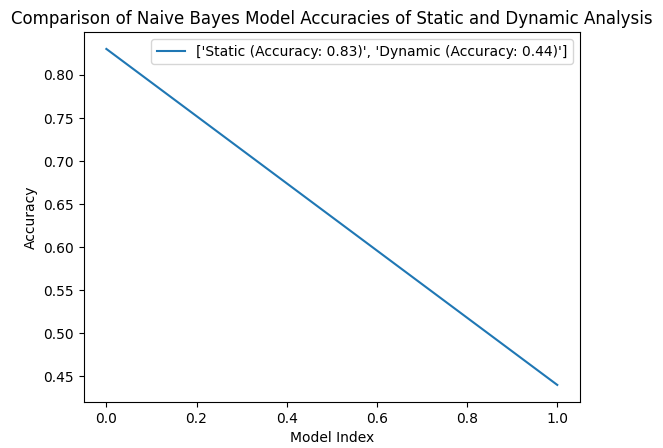 Comparison of Naive Bayes Model Accuracies of Static and Dynamic Analysis
['Static (Accuracy: 0.83)', 'Dynamic (Accuracy: 0.44)']
0.80
0.75
0.70
0.65
0.60
0.55
0.50
0.45
Accuracy
0.0 0.2 0.4 0.6 0.8 1.0
Model Index